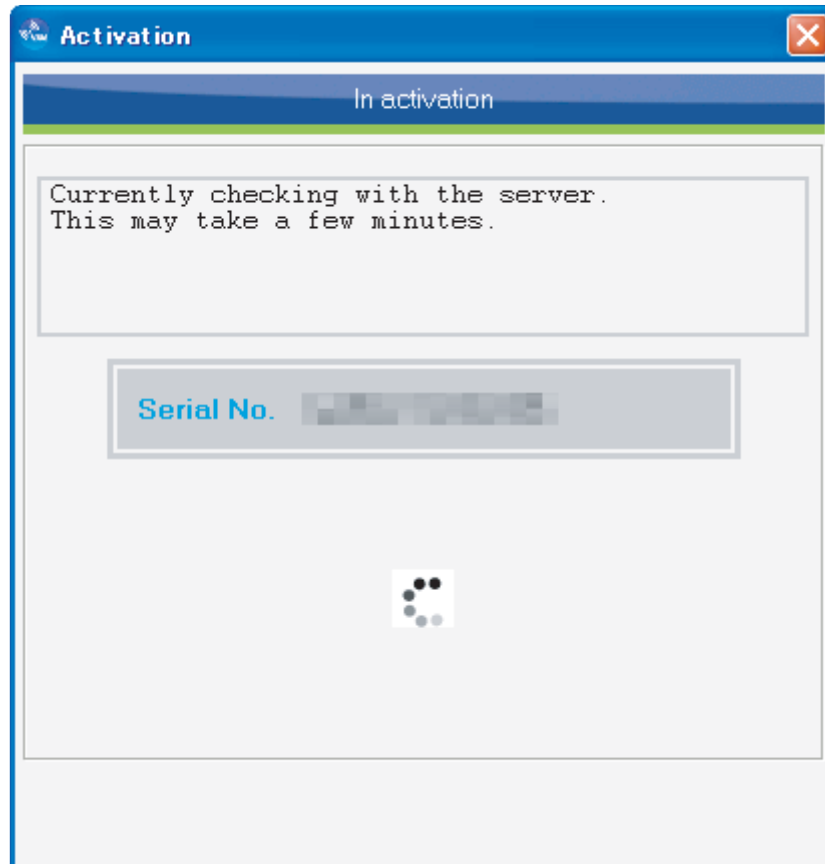 Activation
In activation
Currently checking with the server.
This may take a few minutes.
Serial No.